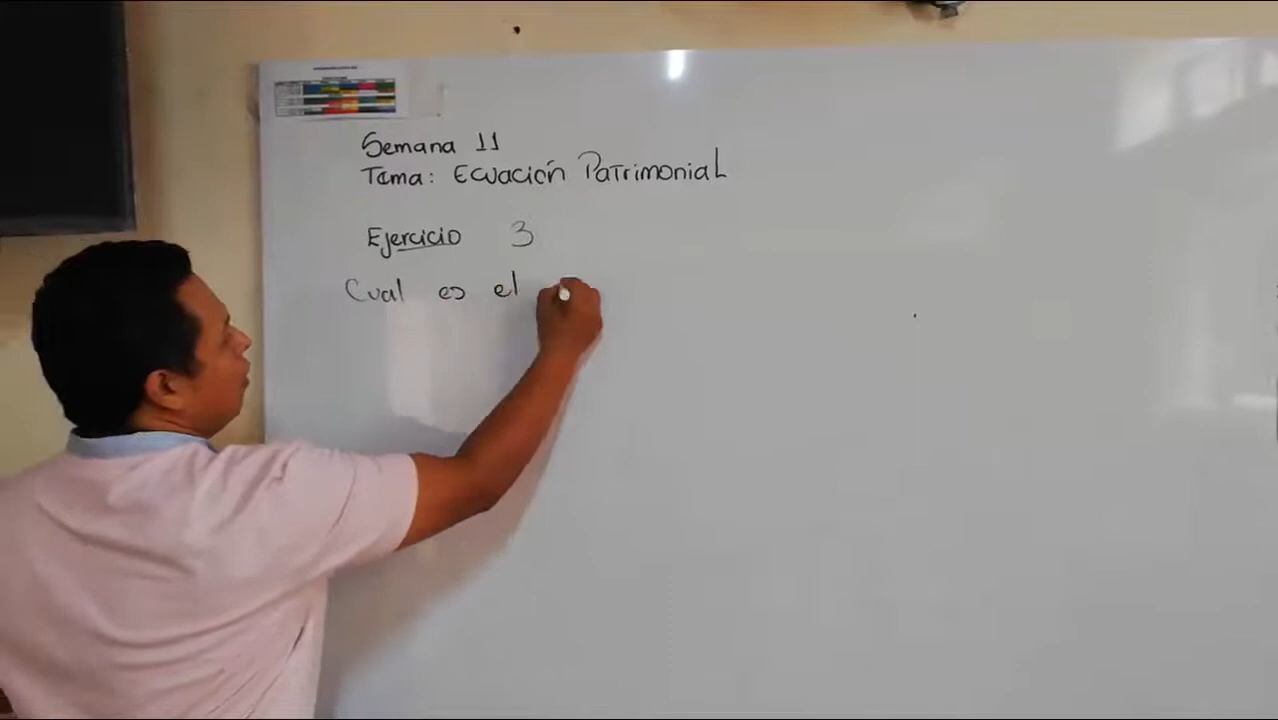 Semana 11
Tema: Ecuación Patrimonial
Ejercicio 3
Cual es el